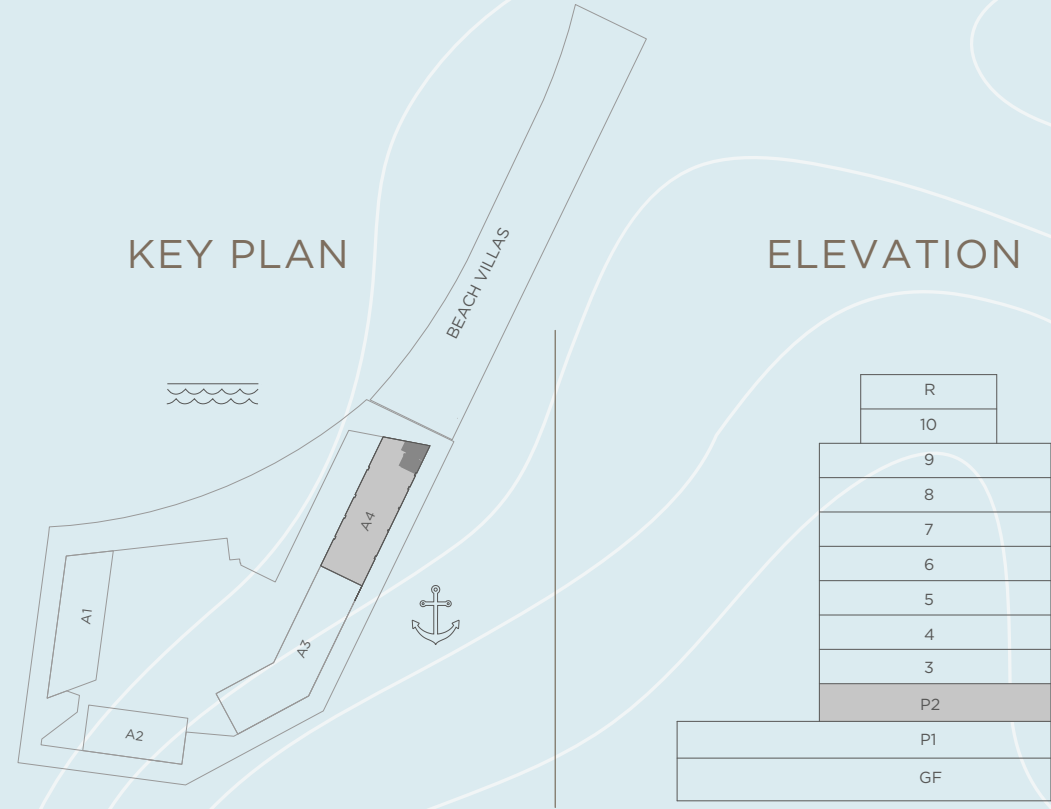 KEY PLAN
BEACH VILLAS
A4
A1
A3
A2
ELEVATION
R
10
9
8
7
6
5
4
3
P2
P1
GF